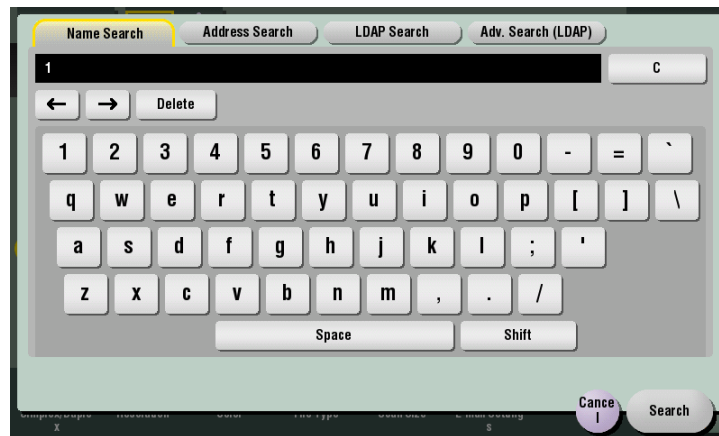 Name Search
Address Search
LDAP Search
Adv. Search (LDAP)
1
C
← → Delete
1 2 3 4 5 6 7 8 9 0 - = `
q w e r t y u i o p [ ] \
a s d f g h j k l ; '
z x c v b n m , . /
Space Shift
Cance
l
Search
x
s